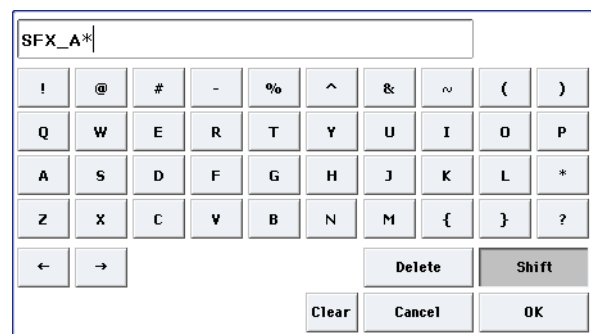 SFX_A*
! @ # - % ^ & ~ ( )
Q W E R T Y U I O P
A S D F G H J K L *
Z X C V B N M { } ?
← → Delete Shift
Clear Cancel OK